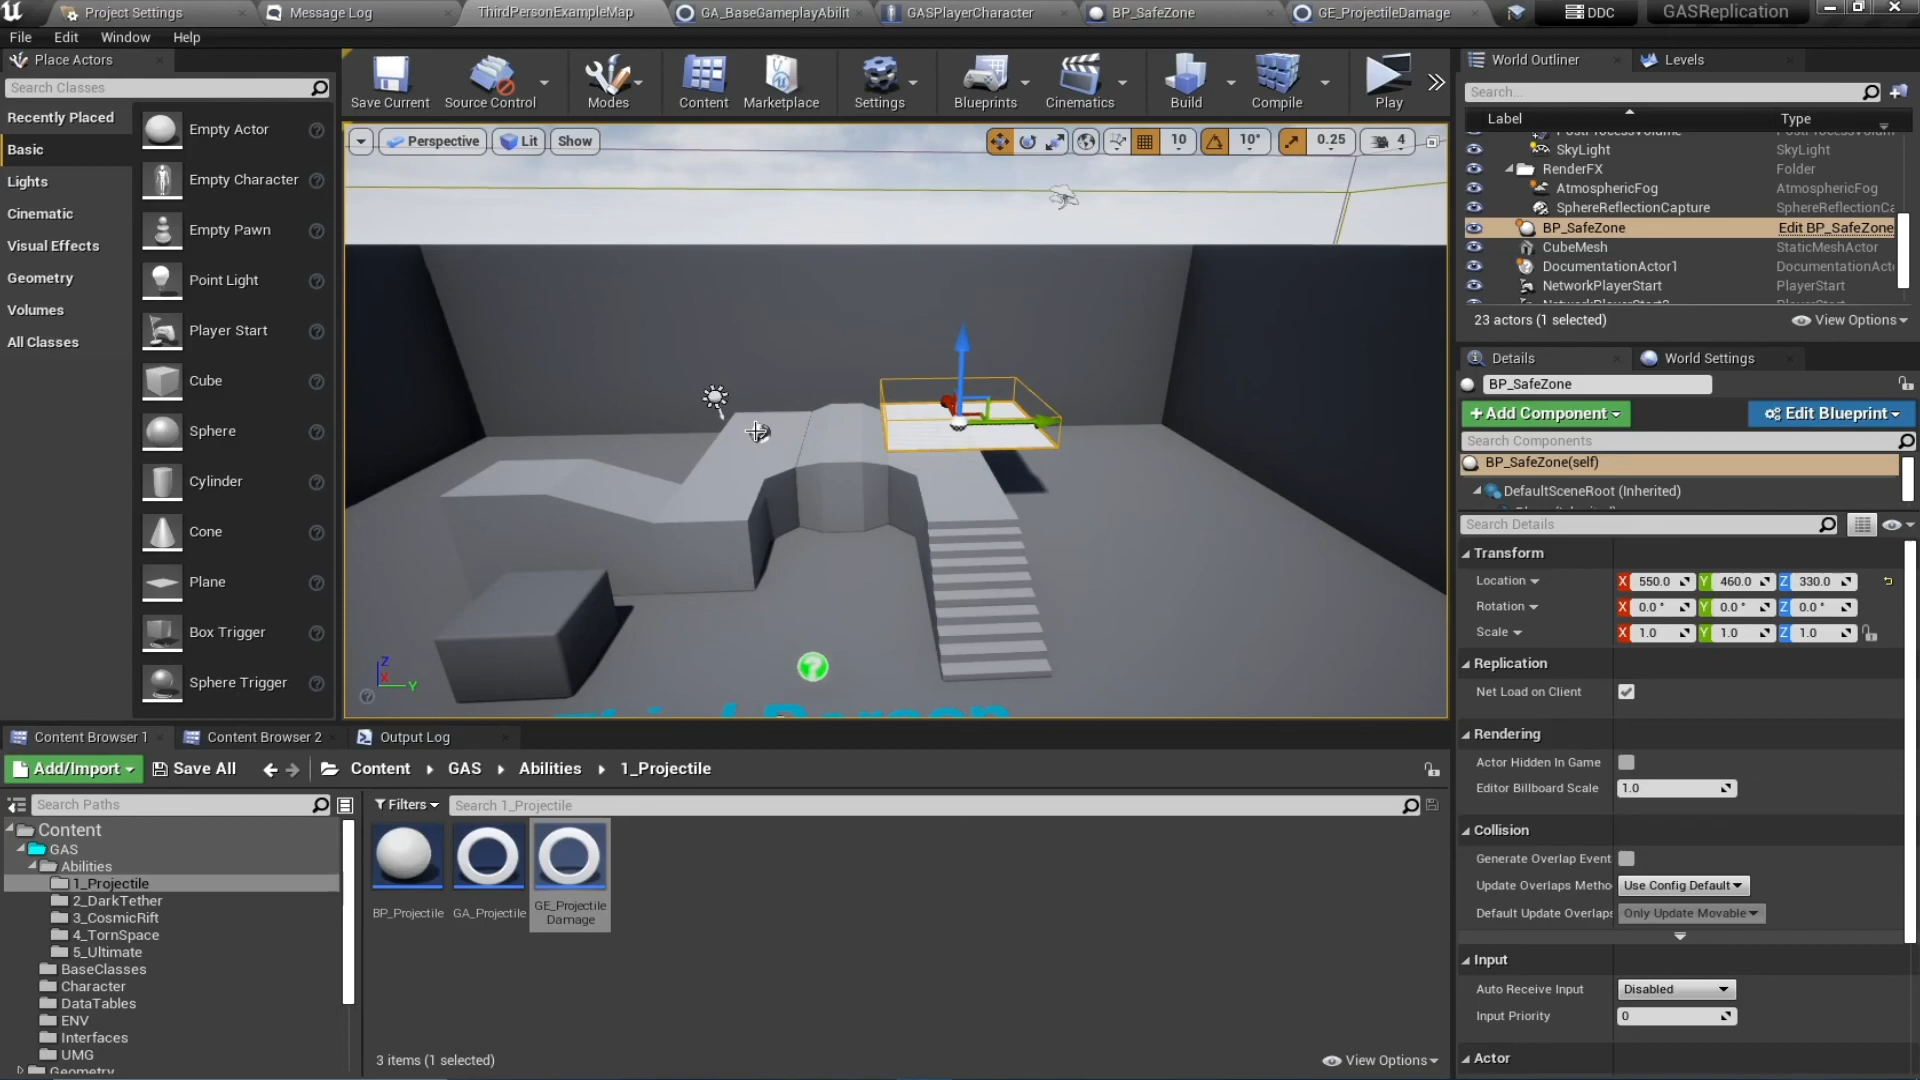 Project Settings
Message Log
ThirdPersonExampleMap
GA_BaseGameplayAbilit
GASPlayerCharacter
BP_SafeZone
GE_ProjectileDamage
DDC
GASReplication
File Edit Window Help
Place Actors
Search Classes
Recently Placed
Basic
Lights
Cinematic
Visual Effects
Geometry
Volumes
All Classes
Empty Actor
Empty Character
Empty Pawn
Point Light
Player Start
Cube
Sphere
Cylinder
Cone
Plane
Box Trigger
Sphere Trigger
Save Current
Source Control
Modes
Content
Marketplace
Settings
Blueprints
Cinematics
Build
Compile
Play
Perspective
Lit
Show
10
10°
0.25
4
Z
X
Y
World Outliner
Levels
Search...
Label Type
PostProcessVolume
SkyLight SkyLight
RenderFX Folder
AtmosphericFog AtmosphericFog
SphereReflectionCapture SphereReflectionCa
BP_SafeZone Edit BP_SafeZone
CubeMesh StaticMeshActor
DocumentationActor1 DocumentationActo
NetworkPlayerStart PlayerStart
23 actors (1 selected)
View Options
Details
World Settings
BP_SafeZone
+Add Component
Edit Blueprint
Search Components
BP_SafeZone(self)
DefaultSceneRoot (Inherited)
Search Details
Transform
Location X 550.0 Y 460.0 Z 330.0
Rotation X 0.0° Y 0.0° Z 0.0°
Scale X 1.0 Y 1.0 Z 1.0
Replication
Net Load on Client
Rendering
Actor Hidden In Game
Editor Billboard Scale 1.0
Collision
Generate Overlap Event
Update Overlaps Metho Use Config Default
Default Update Overlaps Only Update Movable
Input
Auto Receive Input Disabled
Input Priority 0
Actor
Content Browser 1
Content Browser 2
Output Log
Add/Import
Save All
Content GAS Abilities 1_Projectile
Search Paths
Filters
Search 1_Projectile
Content
GAS
Abilities
1_Projectile
2_DarkTether
3_CosmicRift
4_TornSpace
5_Ultimate
BaseClasses
Character
DataTables
ENV
Interfaces
UMG
Geometry
BP_Projectile
GA_Projectile
GE_Projectile
Damage
3 items (1 selected)
View Options